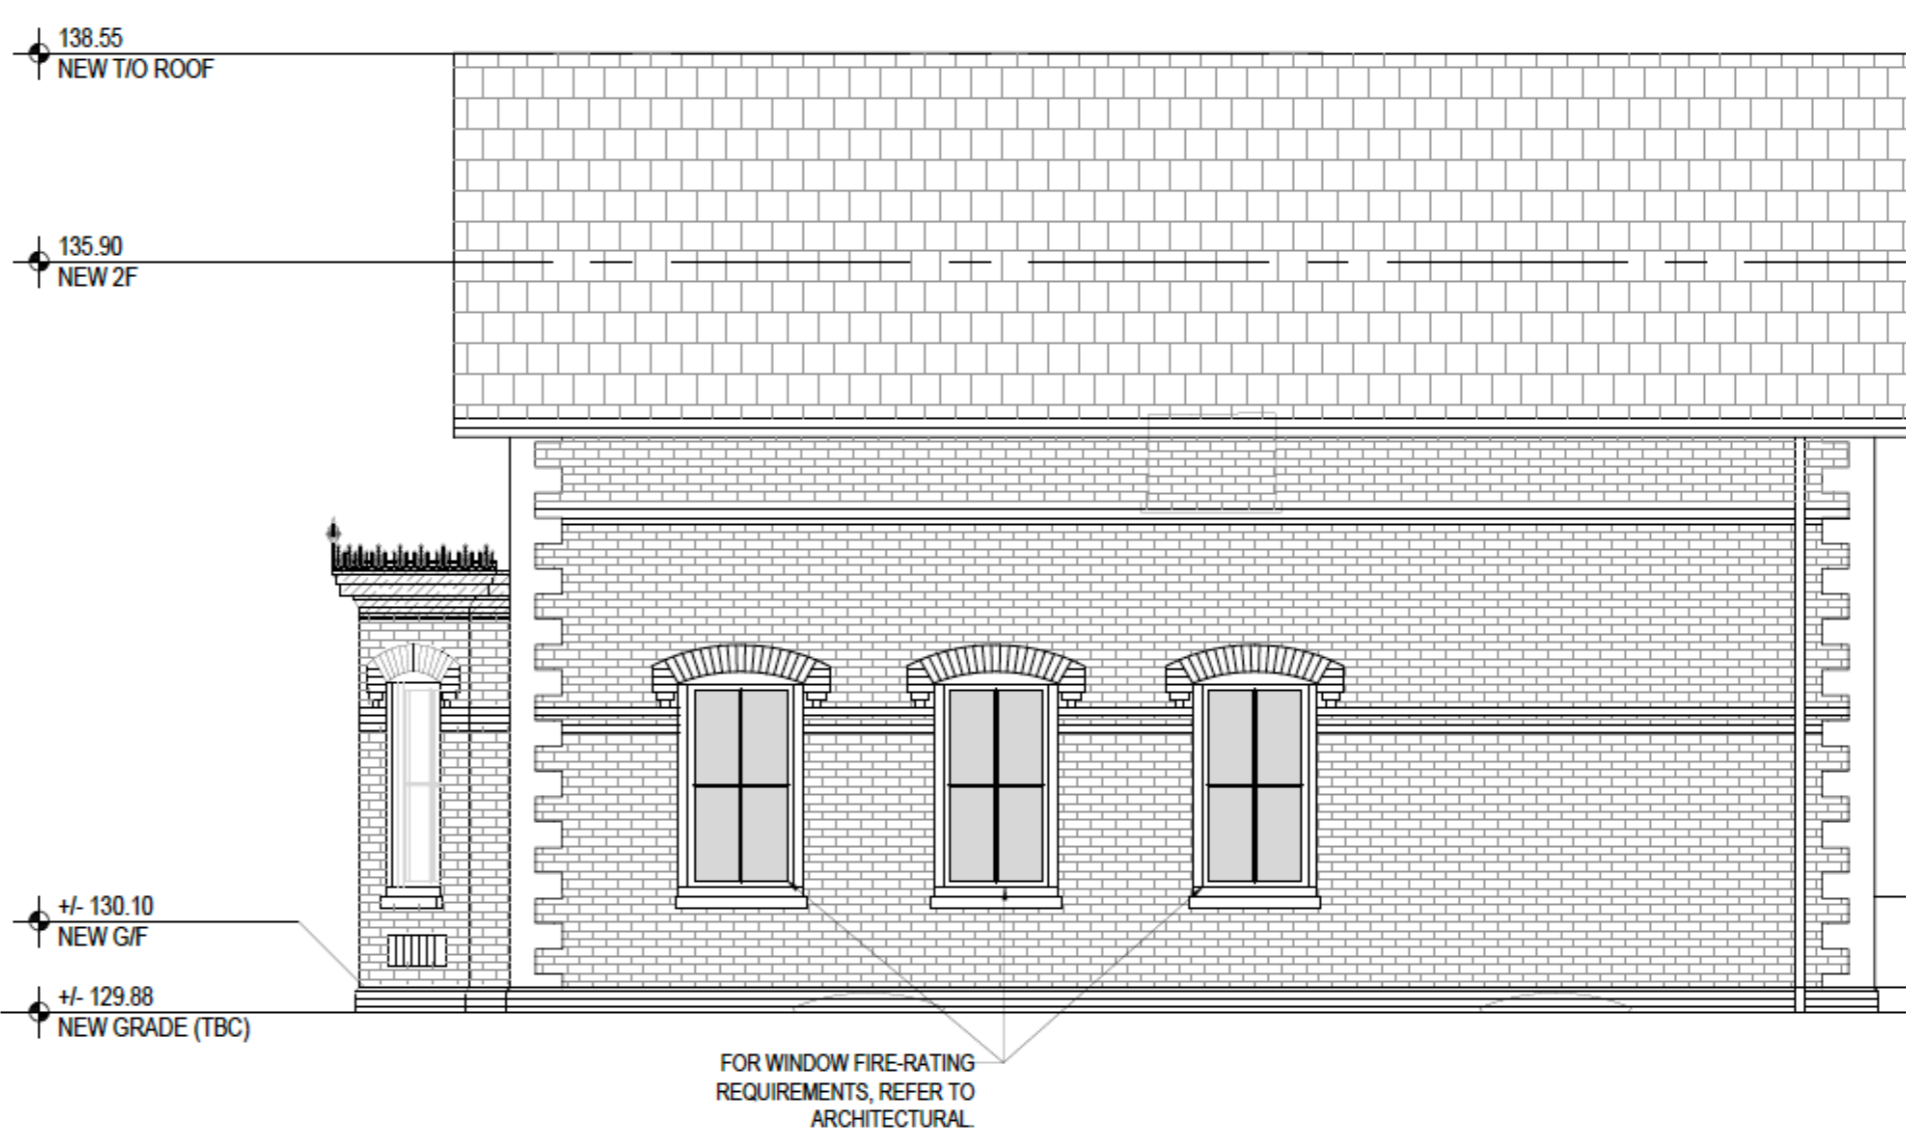 138.55
NEW T/O ROOF
135.90
NEW 2F
+/- 130.10
NEW G/F
+/- 129.88
NEW GRADE (TBC)
FOR WINDOW FIRE-RATING
REQUIREMENTS, REFER TO
ARCHITECTURAL.